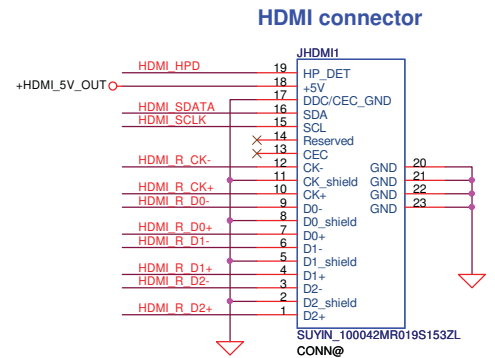 HDMI connector
JHDMI1
HDMI_HPD 19 HP_DET
+HDMI_5V_OUT 18 +5V
17 DDC/CEC_GND
HDMI_SDATA 16 SDA
HDMI_SCLK 15 SCL
14 Reserved
13 CEC
HDMI_R_CK- 12 CK- GND 20
11 CK_shield GND 21
HDMI_R_CK+ 10 CK+ GND 22
HDMI_R_D0- 9 D0- GND 23
8 D0_shield
HDMI_R_D0+ 7 D0+
HDMI_R_D1- 6 D1-
5 D1_shield
HDMI_R_D1+ 4 D1+
HDMI_R_D2- 3 D2-
2 D2_shield
HDMI_R_D2+ 1 D2+
SUYIN_100042MR019S153ZL
CONN@